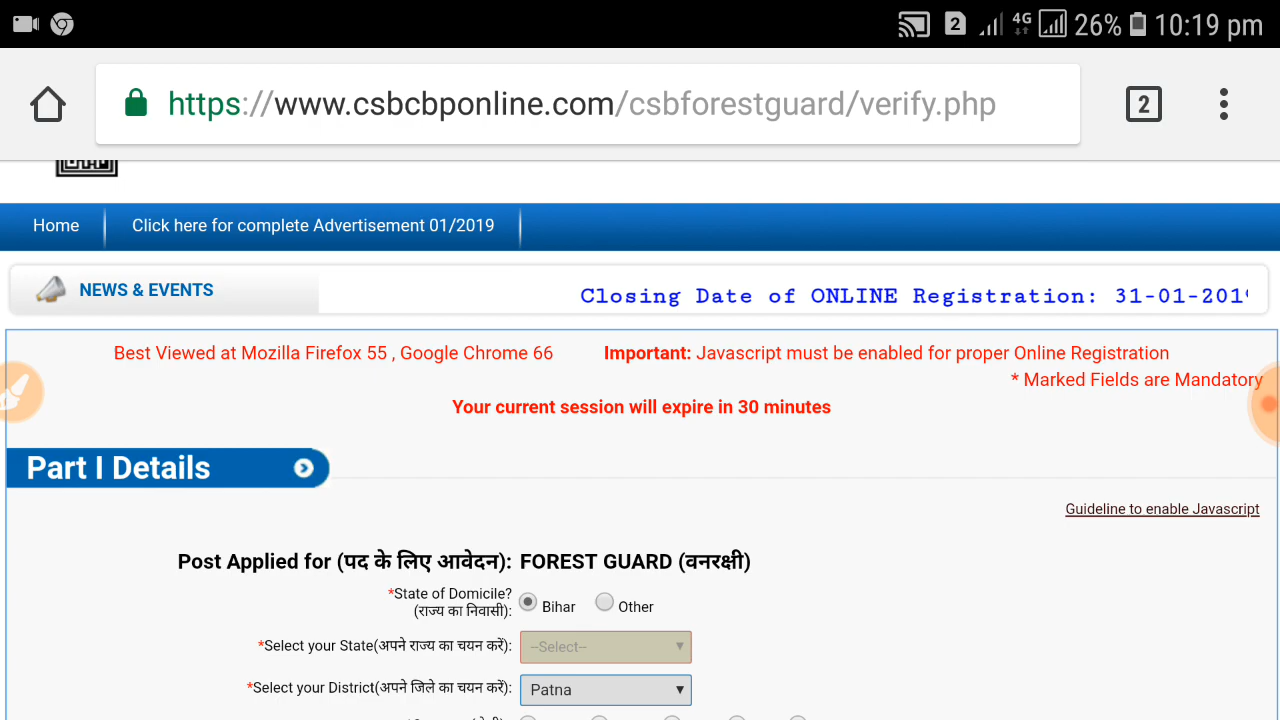 2 4G 26% 10:19 pm
https://www.csbcbponline.com/csbforestguard/verify.php 2
Home Click here for complete Advertisement 01/2019
NEWS & EVENTS Closing Date of ONLINE Registration: 31-01-201
Best Viewed at Mozilla Firefox 55 , Google Chrome 66 Important: Javascript must be enabled for proper Online Registration
* Marked Fields are Mandatory
Your current session will expire in 30 minutes
Part I Details
Guideline to enable Javascript
Post Applied for (पद के लिए आवेदन): FOREST GUARD (वनरक्षी)
*State of Domicile?
(राज्य का निवासी): Bihar Other
*Select your State(अपने राज्य का चयन करें): --Select--
*Select your District(अपने जिले का चयन करें): Patna